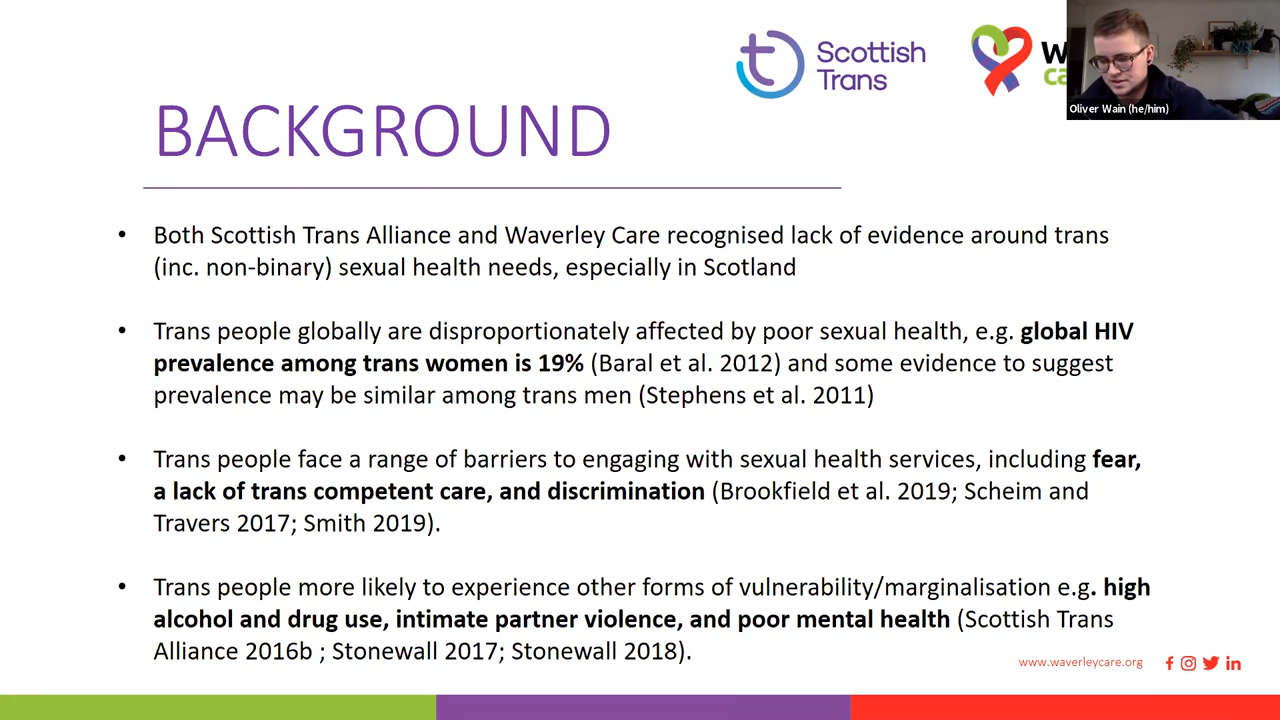 Scottish
Trans
W
ca
Oliver Wain (he/him)
BACKGROUND
• Both Scottish Trans Alliance and Waverley Care recognised lack of evidence around trans
(inc. non-binary) sexual health needs, especially in Scotland
• Trans people globally are disproportionately affected by poor sexual health, e.g. global HIV
prevalence among trans women is 19% (Baral et al. 2012) and some evidence to suggest
prevalence may be similar among trans men (Stephens et al. 2011)
• Trans people face a range of barriers to engaging with sexual health services, including fear,
a lack of trans competent care, and discrimination (Brookfield et al. 2019; Scheim and
Travers 2017; Smith 2019).
• Trans people more likely to experience other forms of vulnerability/marginalisation e.g. high
alcohol and drug use, intimate partner violence, and poor mental health (Scottish Trans
Alliance 2016b ; Stonewall 2017; Stonewall 2018).
www.waverleycare.org